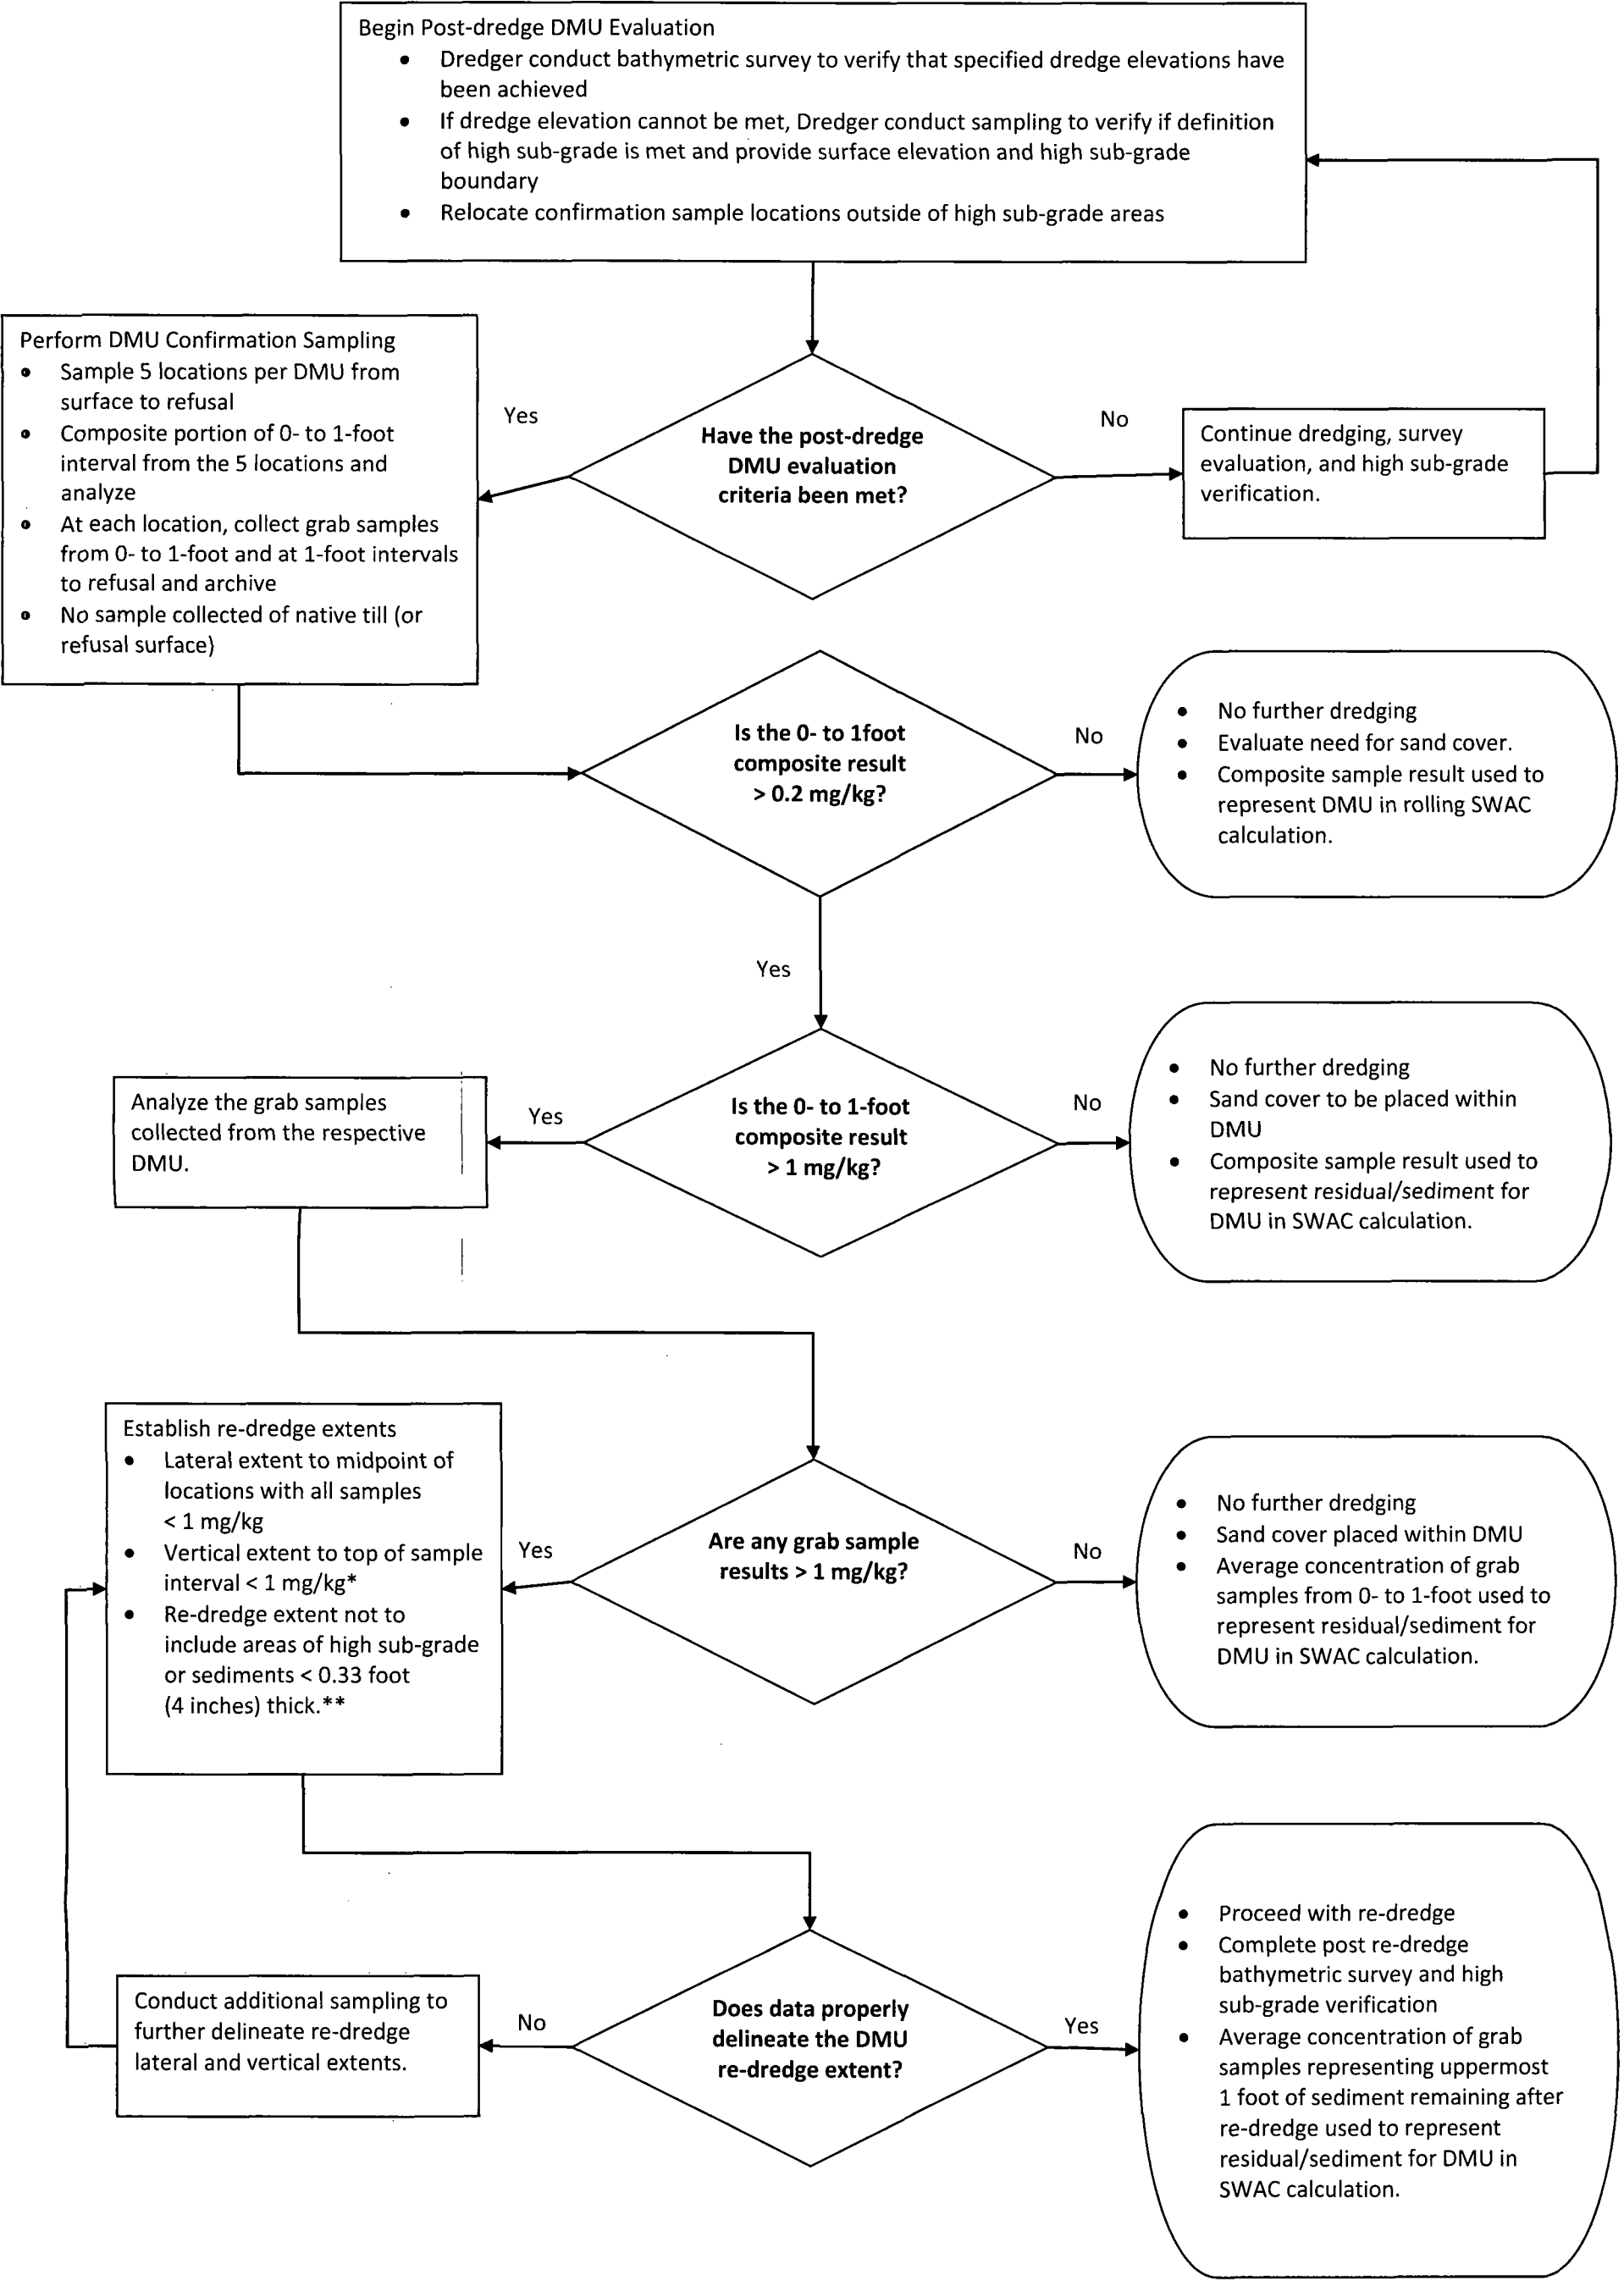 Begin Post-dredge DMU Evaluation
• Dredger conduct bathymetric survey to verify that specified dredge elevations have
been achieved
• If dredge elevation cannot be met, Dredger conduct sampling to verify if definition
of high sub-grade is met and provide surface elevation and high sub-grade
boundary
• Relocate confirmation sample locations outside of high sub-grade areas
Perform DMU Confirmation Sampling
• Sample 5 locations per DMU from
surface to refusal
• Composite portion of 0- to 1-foot
interval from the 5 locations and
analyze
• At each location, collect grab samples
from 0- to 1-foot and at 1-foot intervals
to refusal and archive
• No sample collected of native till (or
refusal surface)
Yes
Have the post-dredge
DMU evaluation
criteria been met?
No
Continue dredging, survey
evaluation, and high sub-grade
verification.
Is the 0- to 1foot
composite result
> 0.2 mg/kg?
No
• No further dredging
• Evaluate need for sand cover.
• Composite sample result used to
represent DMU in rolling SWAC
calculation.
Yes
Analyze the grab samples
collected from the respective
DMU.
Yes
Is the 0- to 1-foot
composite result
> 1 mg/kg?
No
• No further dredging
• Sand cover to be placed within
DMU
• Composite sample result used to
represent residual/sediment for
DMU in SWAC calculation.
Establish re-dredge extents
• Lateral extent to midpoint of
locations with all samples
< 1 mg/kg
• Vertical extent to top of sample
interval < 1 mg/kg*
• Re-dredge extent not to
include areas of high sub-grade
or sediments < 0.33 foot
(4 inches) thick.**
Yes
Are any grab sample
results > 1 mg/kg?
No
• No further dredging
• Sand cover placed within DMU
• Average concentration of grab
samples from 0- to 1-foot used to
represent residual/sediment for
DMU in SWAC calculation.
Conduct additional sampling to
further delineate re-dredge
lateral and vertical extents.
No
Does data properly
delineate the DMU
re-dredge extent?
Yes
• Proceed with re-dredge
• Complete post re-dredge
bathymetric survey and high
sub-grade verification
• Average concentration of grab
samples representing uppermost
1 foot of sediment remaining after
re-dredge used to represent
residual/sediment for DMU in
SWAC calculation.